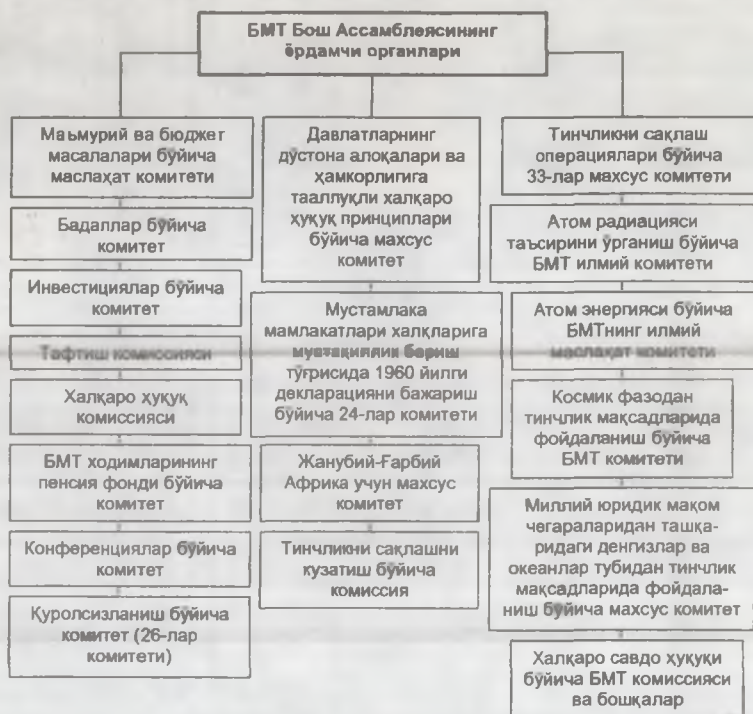 БМТ Бош Ассамблеясининг
ёрдамчи органлари
Маъмурий ва бюджет
масалалари бўйича
маслаҳат комитети
Бадаллар бўйича
комитет
Инвестициялар бўйича
комитет
Тафтиш комиссияси
Халқаро ҳуқуқ
комиссияси
БМТ ходимларининг
пенсия фонди бўйича
комитет
Конференциялар бўйича
комитет
Қуролсизланиш бўйича
комитет (26-лар
комитети)
Давлатларнинг
дўстона алоқалари ва
ҳамкорлигига
тааллуқли халқаро
ҳуқуқ принциплари
бўйича махсус
комитет
Мустамлака
мамлакатлари халқларига
мустақиллик бериш
тўғрисида 1960 йилги
декларацияни бажариш
бўйича 24-лар комитети
Жанубий-Ғарбий
Африка учун махсус
комитет
Тинчликни сақлашни
кузатиш бўйича
комиссия
Тинчликни сақлаш
операциялари бўйича
33-лар махсус комитети
Атом радиацияси
таъсирини ўрганиш бўйича
БМТ илмий комитети
Атом энергияси бўйича
БМТнинг илмий
маслаҳат комитети
Космик фазодан
тинчлик мақсадларида
фойдаланиш бўйича
БМТ комитети
Миллий юридик мақом
чегараларидан ташқа-
ридаги денгизлар ва
океанлар тубидан тинчлик
мақсадларида фойдала-
ниш бўйича махсус комитет
Халқаро савдо ҳуқуқи
бўйича БМТ комиссияси
ва бошқалар